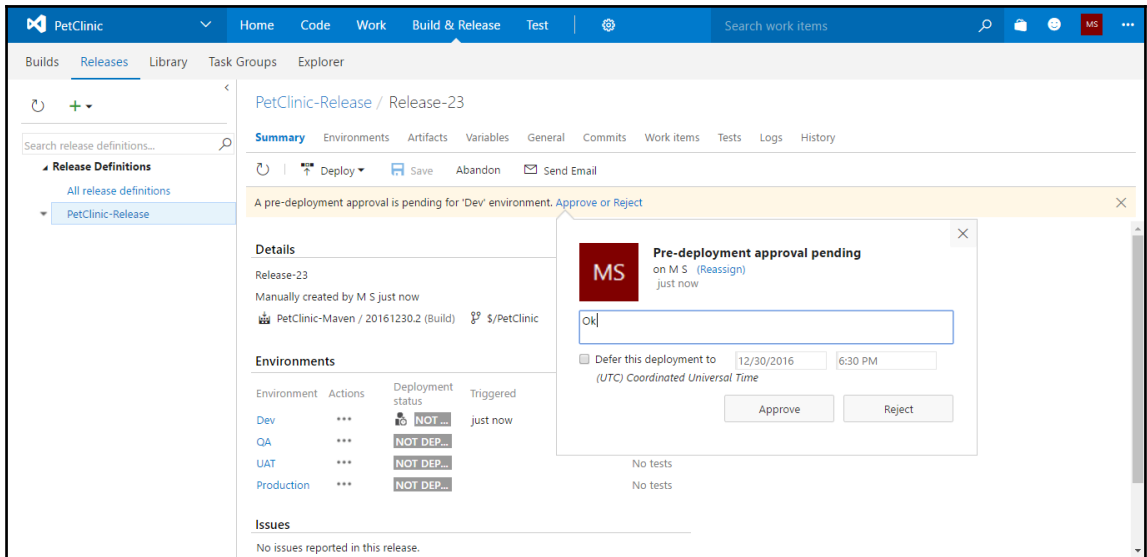 PetClinic Home Code Work Build & Release Test Search work items MS
Builds Releases Library Task Groups Explorer
PetClinic-Release / Release-23
Search release definitions...
Release Definitions
All release definitions
PetClinic-Release
Summary Environments Artifacts Variables General Commits Work items Tests Logs History
Deploy Save Abandon Send Email
A pre-deployment approval is pending for 'Dev' environment. Approve or Reject
Details
Release-23
Manually created by M S just now
PetClinic-Maven / 20161230.2 (Build) $/PetClinic
Environments
Environment Actions Deployment status Triggered
Dev ••• NOT ... just now
QA ••• NOT DEP...
UAT ••• NOT DEP... No tests
Production ••• NOT DEP... No tests
Issues
No issues reported in this release.
MS
Pre-deployment approval pending
on M S (Reassign)
just now
Ok
Defer this deployment to 12/30/2016 6:30 PM
(UTC) Coordinated Universal Time
Approve Reject